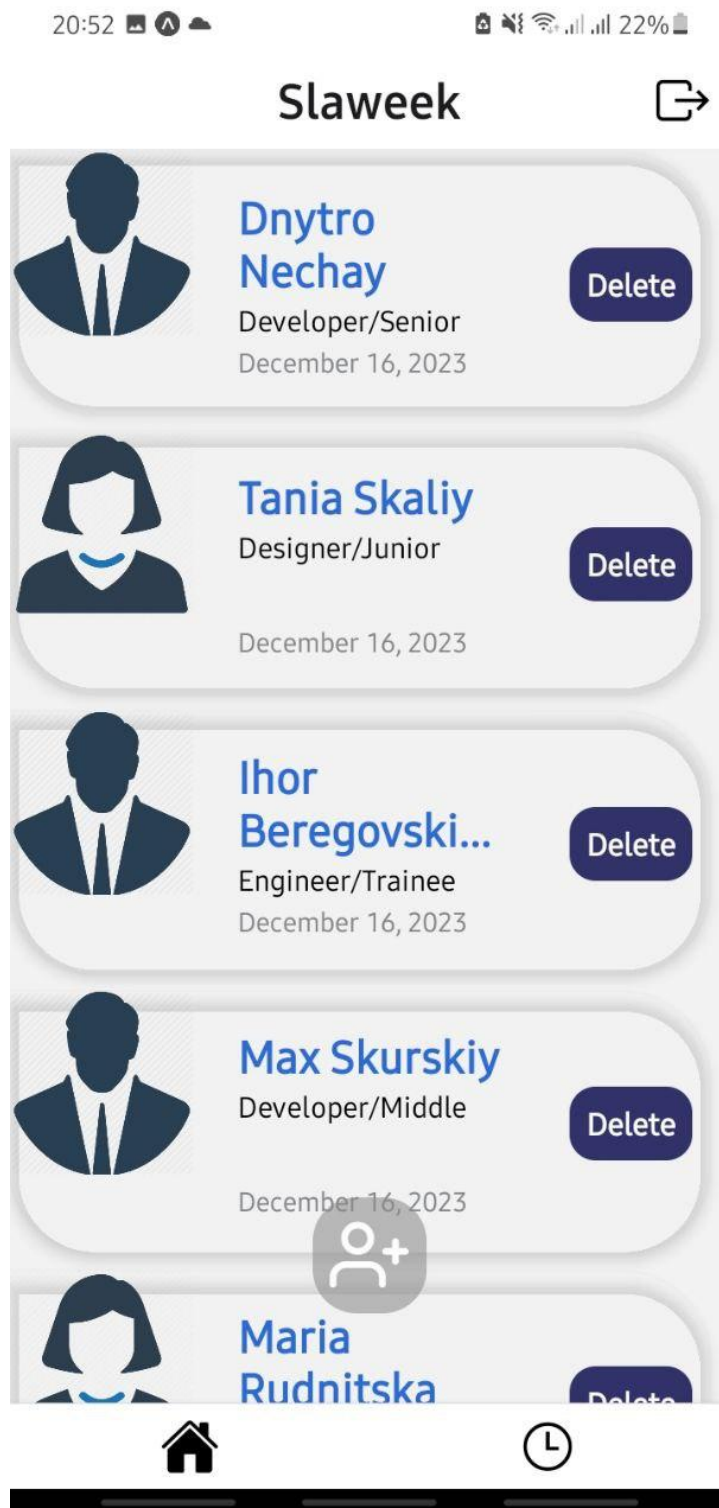 20:52 22%
Slaweek
Dnytro
Nechay
Developer/Senior
December 16, 2023
Delete
Tania Skaliy
Designer/Junior
December 16, 2023
Delete
Ihor
Beregovski...
Engineer/Trainee
December 16, 2023
Delete
Max Skurskiy
Developer/Middle
December 16, 2023
Delete
Maria
Rudnitska
Delete